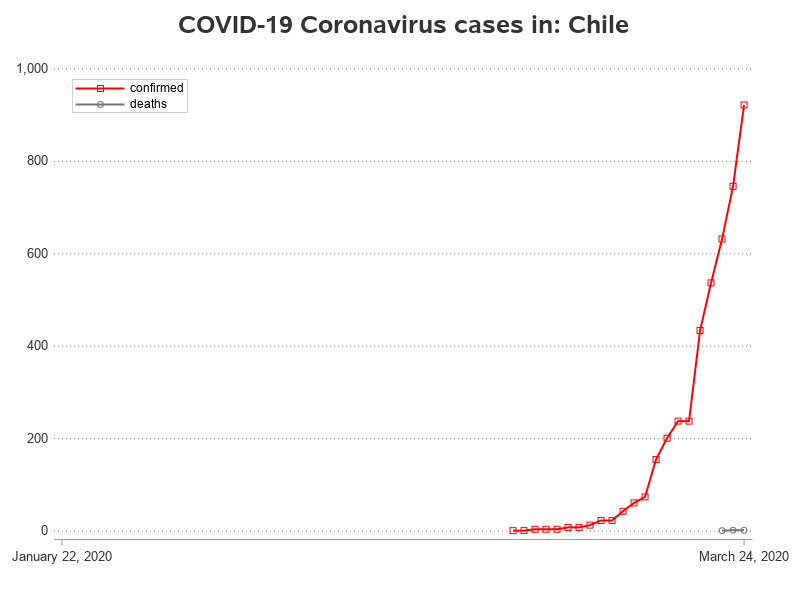 COVID-19 Coronavirus cases in: Chile
1,000
confirmed
deaths
800
600
400
200
0
January 22, 2020
March 24, 2020